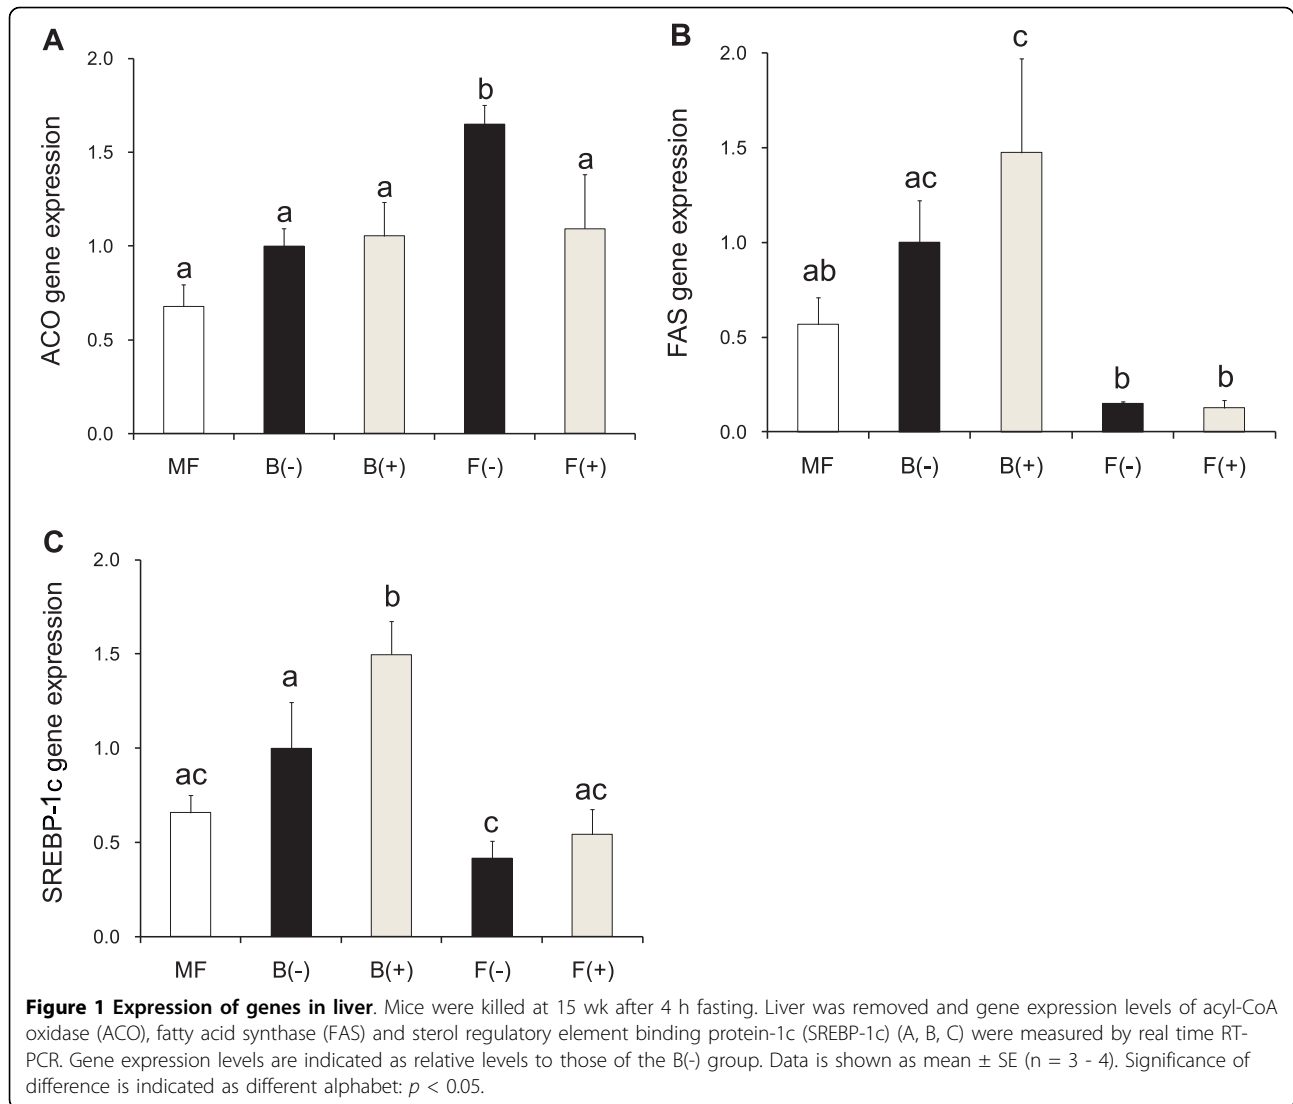 A
2.0
1.5
1.0
0.5
0.0
ACO gene expression
a
a
a
b
a
MF B(-) B(+) F(-) F(+)
B
2.0
1.5
1.0
0.5
0.0
FAS gene expression
ab
ac
c
b
b
MF B(-) B(+) F(-) F(+)
C
2.0
1.5
1.0
0.5
0.0
SREBP-1c gene expression
ac
a
b
c
ac
MF B(-) B(+) F(-) F(+)
Figure 1 Expression of genes in liver. Mice were killed at 15 wk after 4 h fasting. Liver was removed and gene expression levels of acyl-CoA
oxidase (ACO), fatty acid synthase (FAS) and sterol regulatory element binding protein-1c (SREBP-1c) (A, B, C) were measured by real time RT-
PCR. Gene expression levels are indicated as relative levels to those of the B(-) group. Data is shown as mean ± SE (n = 3 - 4). Significance of
difference is indicated as different alphabet: p < 0.05.